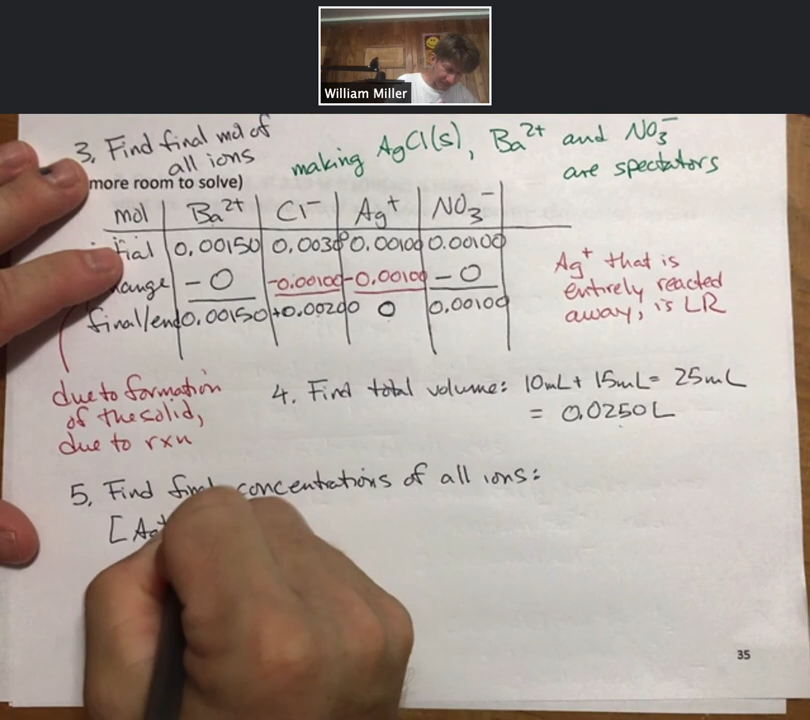 William Miller
3. Find final mol of
all ions
making AgCl(s), Ba²⁺ and NO₃⁻
are spectators
more room to solve)
mol Ba²⁺ Cl⁻ Ag⁺ NO₃⁻
0.00150 0.00300 0.00100 0.00100
- 0 -0.00100 -0.00100 - 0
final/end 0.00150 +0.00200 0 0.00100
Ag⁺ that is
entirely reacted
away, is LR
due to formation
of the solid,
due to rxn
4. Find total volume: 10mL + 15mL = 25mL
= 0.0250L
5. Find final concentrations of all ions:
[Ag⁺
35